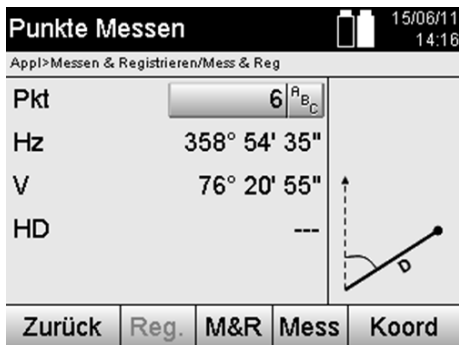 Punkte Messen 15/06/11
14:16
Appl>Messen & Registrieren/Mess & Reg
Pkt 6 ABC
Hz 358° 54' 35"
V 76° 20' 55"
HD ---
D
Zurück Reg. M&R Mess Koord